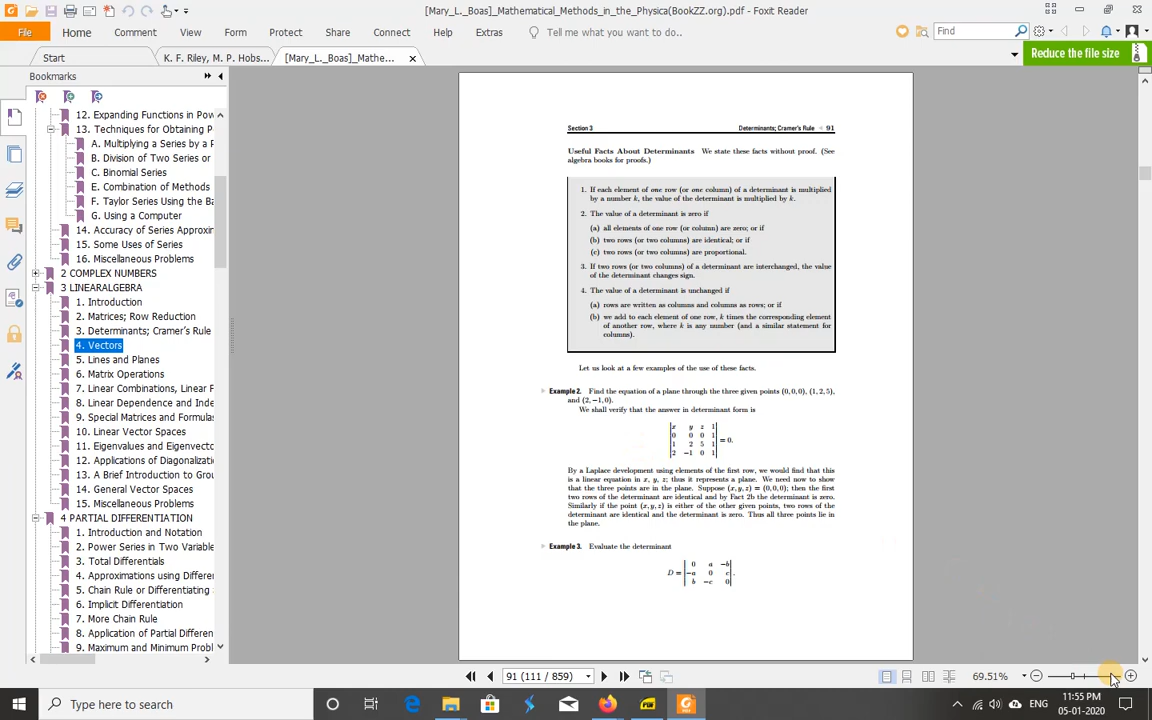 [Mary_L._Boas]_Mathematical_Methods_in_the_Physica(BookZZ.org).pdf - Foxit Reader
File Home Comment View Form Protect Share Connect Help Extras Tell me what you want to do.. Find
Start K. F. Riley, M. P. Hobs... [Mary_L._Boas]_Mathe...
Reduce the file size
Bookmarks
12. Expanding Functions in Pow
13. Techniques for Obtaining P
A. Multiplying a Series by a P
B. Division of Two Series or
C. Binomial Series
E. Combination of Methods
F. Taylor Series Using the Ba
G. Using a Computer
14. Accuracy of Series Approxin
15. Some Uses of Series
16. Miscellaneous Problems
2 COMPLEX NUMBERS
3 LINEARALGEBRA
1. Introduction
2. Matrices; Row Reduction
3. Determinants; Cramer's Rule
4. Vectors
5. Lines and Planes
6. Matrix Operations
7. Linear Combinations, Linear F
8. Linear Dependence and Inde
9. Special Matrices and Formulas
10. Linear Vector Spaces
11. Eigenvalues and Eigenvecto
12. Applications of Diagonalizati
13. A Brief Introduction to Grou
14. General Vector Spaces
15. Miscellaneous Problems
4 PARTIAL DIFFERENTIATION
1. Introduction and Notation
2. Power Series in Two Variable
3. Total Differentials
4. Approximations using Differer
5. Chain Rule or Differentiating
6. Implicit Differentiation
7. More Chain Rule
8. Application of Partial Differen
9. Maximum and Minimum Probl
Section 3 Determinants; Cramer's Rule 91
Useful Facts About Determinants We state these facts without proof. (See
algebra books for proofs.)
1. If each element of one row (or one column) of a determinant is multiplied
by a number k, the value of the determinant is multiplied by k.
2. The value of a determinant is zero if
(a) all elements of one row (or column) are zero; or if
(b) two rows (or two columns) are identical; or if
(c) two rows (or two columns) are proportional.
3. If two rows (or two columns) of a determinant are interchanged, the value
of the determinant changes sign.
4. The value of a determinant is unchanged if
(a) rows are written as columns and columns as rows; or if
(b) we add to each element of one row, k times the corresponding element
of another row, where k is any number (and a similar statement for
columns).
Let us look at a few examples of the use of these facts.
Example 2. Find the equation of a plane through the three given points (0,0,0), (1,2,5),
and (2,−1,0).
We shall verify that the answer in determinant form is
x y z 1
0 0 0 1
1 2 5 1
2 −1 0 1
= 0.
By a Laplace development using elements of the first row, we would find that this
is a linear equation in x, y, z; thus it represents a plane. We need now to show
that the three points are in the plane. Suppose (x,y,z) = (0,0,0); then the first
two rows of the determinant are identical and by Fact 2b the determinant is zero.
Similarly if the point (x,y,z) is either of the other given points, two rows of the
determinant are identical and the determinant is zero. Thus all three points lie in
the plane.
Example 3. Evaluate the determinant
0 a −b
D = −a 0 c .
b −c 0
91 (111 / 859) 69.51%
Type here to search ENG 11:55 PM
05-01-2020